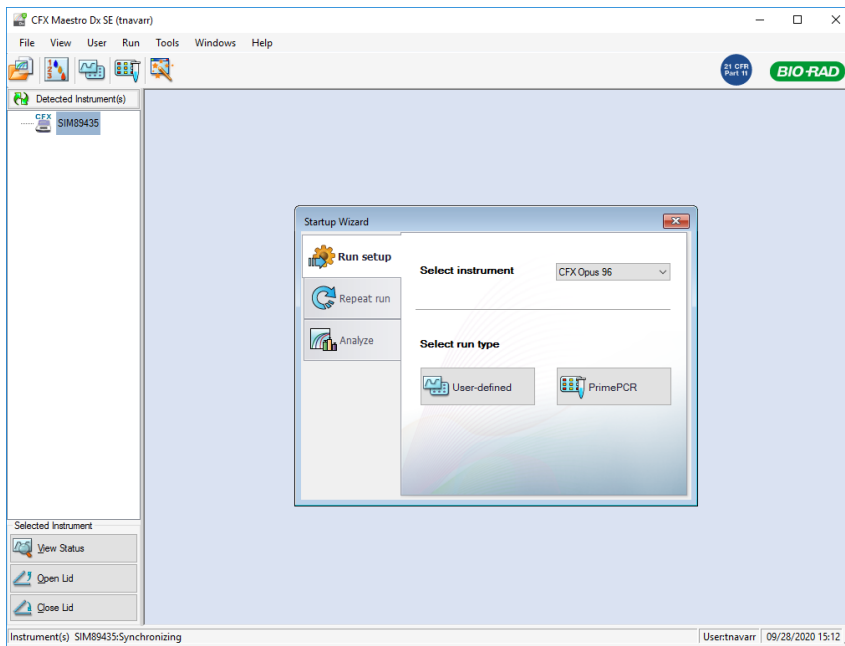 CFX Maestro Dx SE (tnavarr)
File View User Run Tools Windows Help
21 CFR
Part 11
BIO-RAD
Detected Instrument(s)
CFX
SIM89435
Startup Wizard
Run setup
Repeat run
Analyze
Select instrument
CFX Opus 96
Select run type
User-defined
PrimePCR
Selected Instrument
View Status
Open Lid
Close Lid
Instrument(s) SIM89435:Synchronizing
User:tnavarr 09/28/2020 15:12